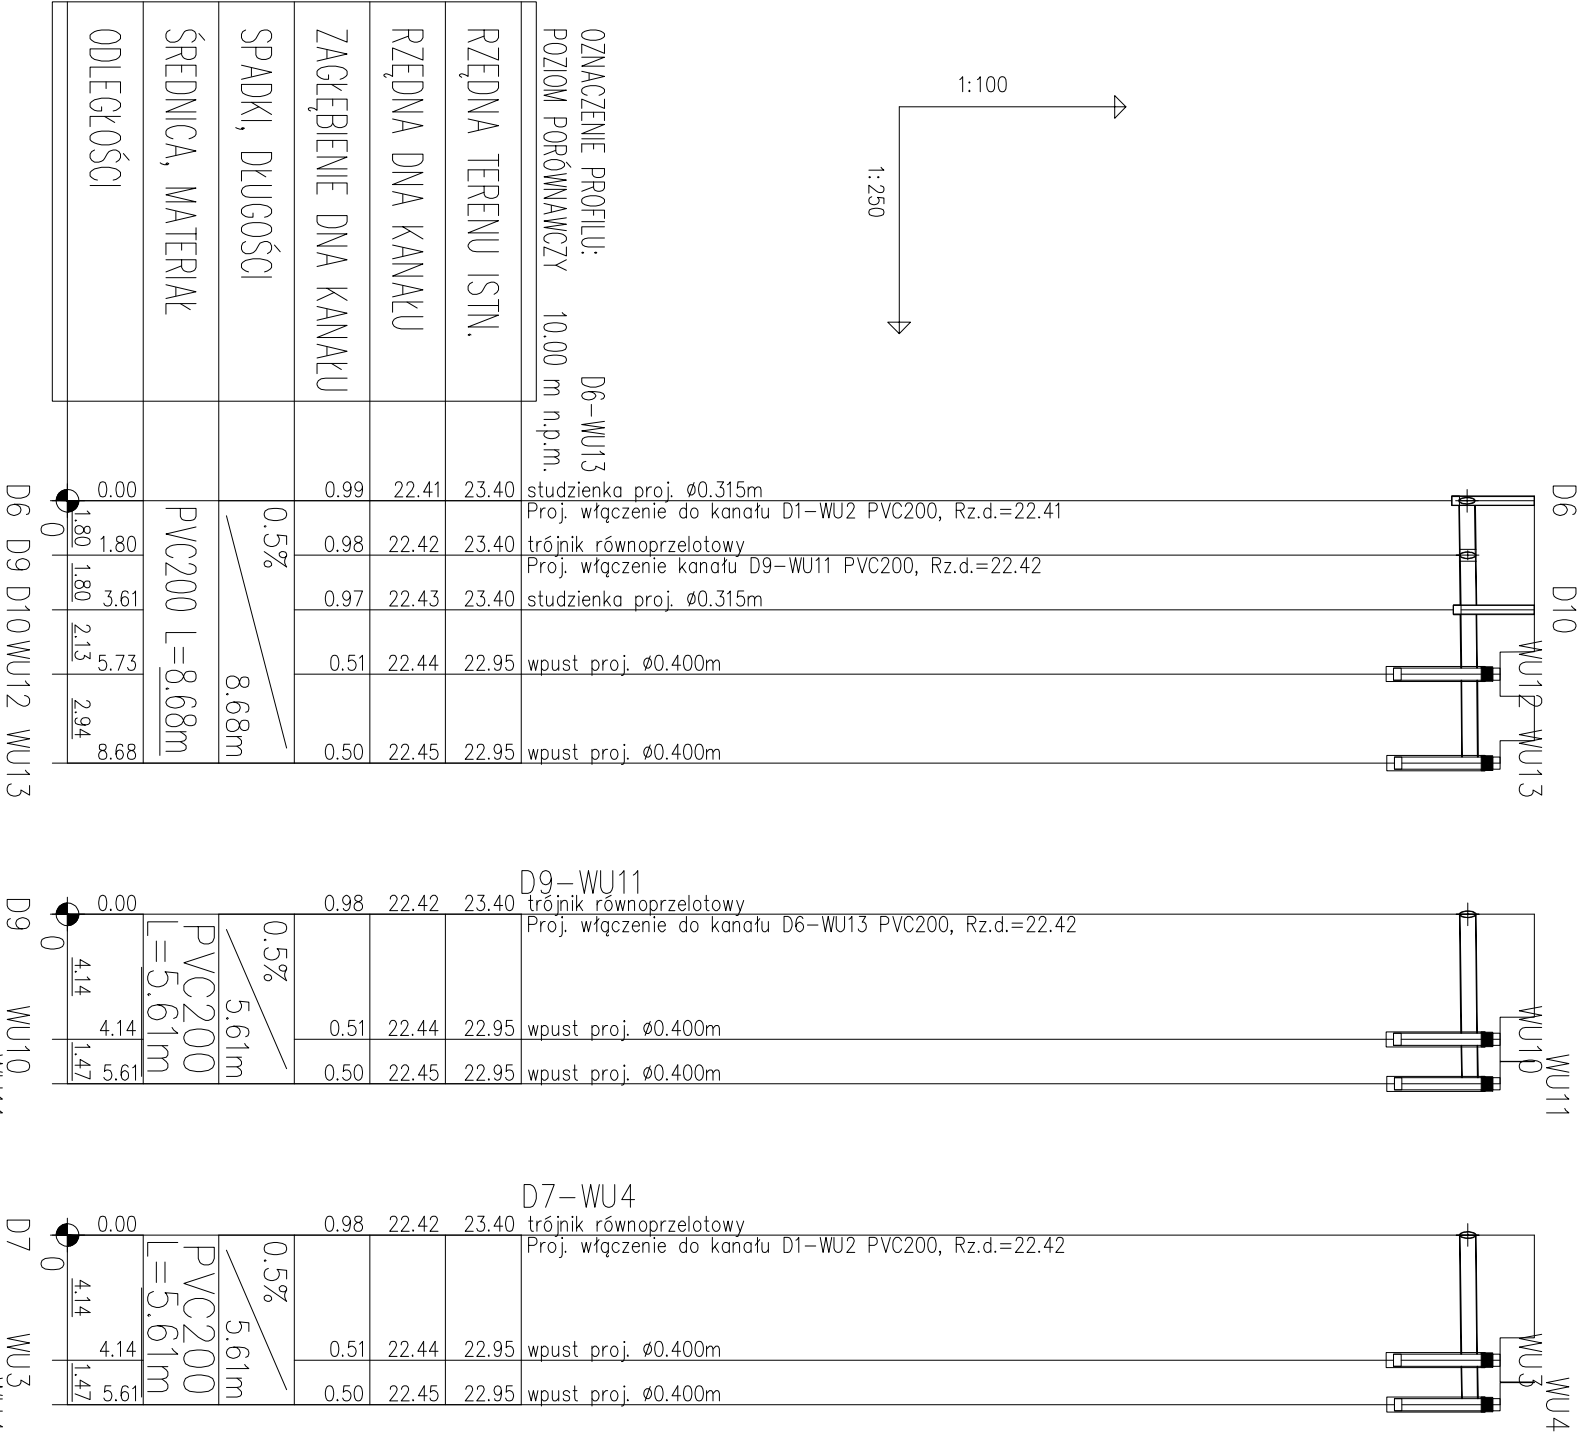 1:100
1:250
OZNACZENIE PROFILU: D6-WU13
POZIOM PORÓWNAWCZY 10.00 m n.p.m.
RZĘDNA TERENU ISTN.
RZĘDNA DNA KANAŁU
ZAGŁĘBIENIE DNA KANAŁU
SPADKI, DŁUGOŚCI
ŚREDNICA, MATERIAŁ
ODLEGŁOŚCI
D6
D10
WU12
WU13
0.00 0.99 22.41 23.40 studzienka proj. ø0.315m
Proj. włączenie do kanału D1-WU2 PVC200, Rz.d.=22.41
1.80 1.80 0.98 22.42 23.40 trójnik równoprzelotowy
Proj. włączenie kanału D9-WU11 PVC200, Rz.d.=22.42
1.80 3.61 0.97 22.43 23.40 studzienka proj. ø0.315m
2.13 5.73 0.51 22.44 22.95 wpust proj. ø0.400m
2.94 8.68 0.50 22.45 22.95 wpust proj. ø0.400m
0.5% 8.68m
PVC200 L=8.68m
0
D6 D9 D10 WU12 WU13
D9-WU11
WU10
WU11
0.00 0.98 22.42 23.40 trójnik równoprzelotowy
Proj. włączenie do kanału D6-WU13 PVC200, Rz.d.=22.42
4.14 4.14 0.51 22.44 22.95 wpust proj. ø0.400m
1.47 5.61 0.50 22.45 22.95 wpust proj. ø0.400m
0.5% 5.61m
PVC200
L=5.61m
0
D9 WU10
D7-WU4
WU3
WU4
0.00 0.98 22.42 23.40 trójnik równoprzelotowy
Proj. włączenie do kanału D1-WU2 PVC200, Rz.d.=22.42
4.14 4.14 0.51 22.44 22.95 wpust proj. ø0.400m
1.47 5.61 0.50 22.45 22.95 wpust proj. ø0.400m
0.5% 5.61m
PVC200
L=5.61m
0
D7 WU3